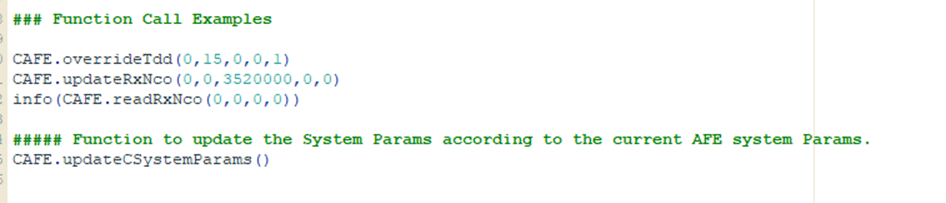 ### Function Call Examples
CAFE.overrideTdd(0,15,0,0,1)
CAFE.updateRxNco(0,0,3520000,0,0)
info(CAFE.readRxNco(0,0,0,0))
##### Function to update the System Params according to the current AFE system Params.
CAFE.updateCSystemParams()